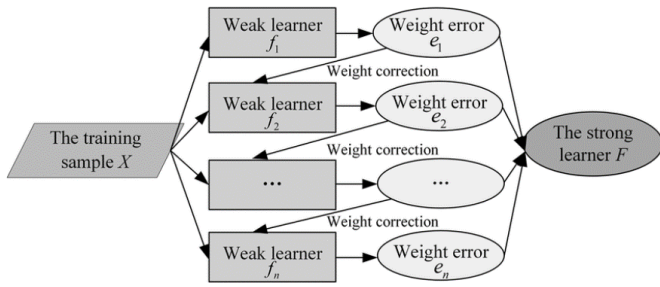 Weak learner
f₁
Weight error
e₁
Weight correction
Weak learner
f₂
Weight error
e₂
The training
sample X
The strong
learner F
Weight correction
...
...
Weight correction
Weak learner
fₙ
Weight error
eₙ